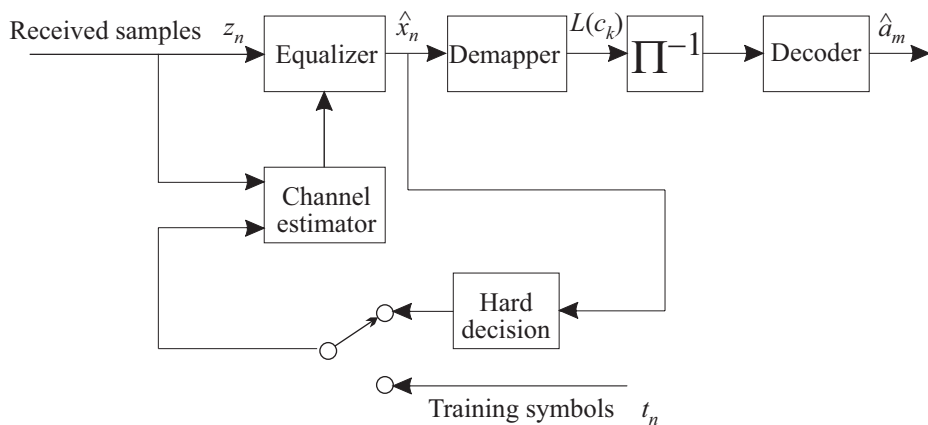 Received samples z_n
Equalizer
x̂_n
Demapper
L(c_k)
∏⁻¹
Decoder
â_m
Channel
estimator
Hard
decision
Training symbols t_n